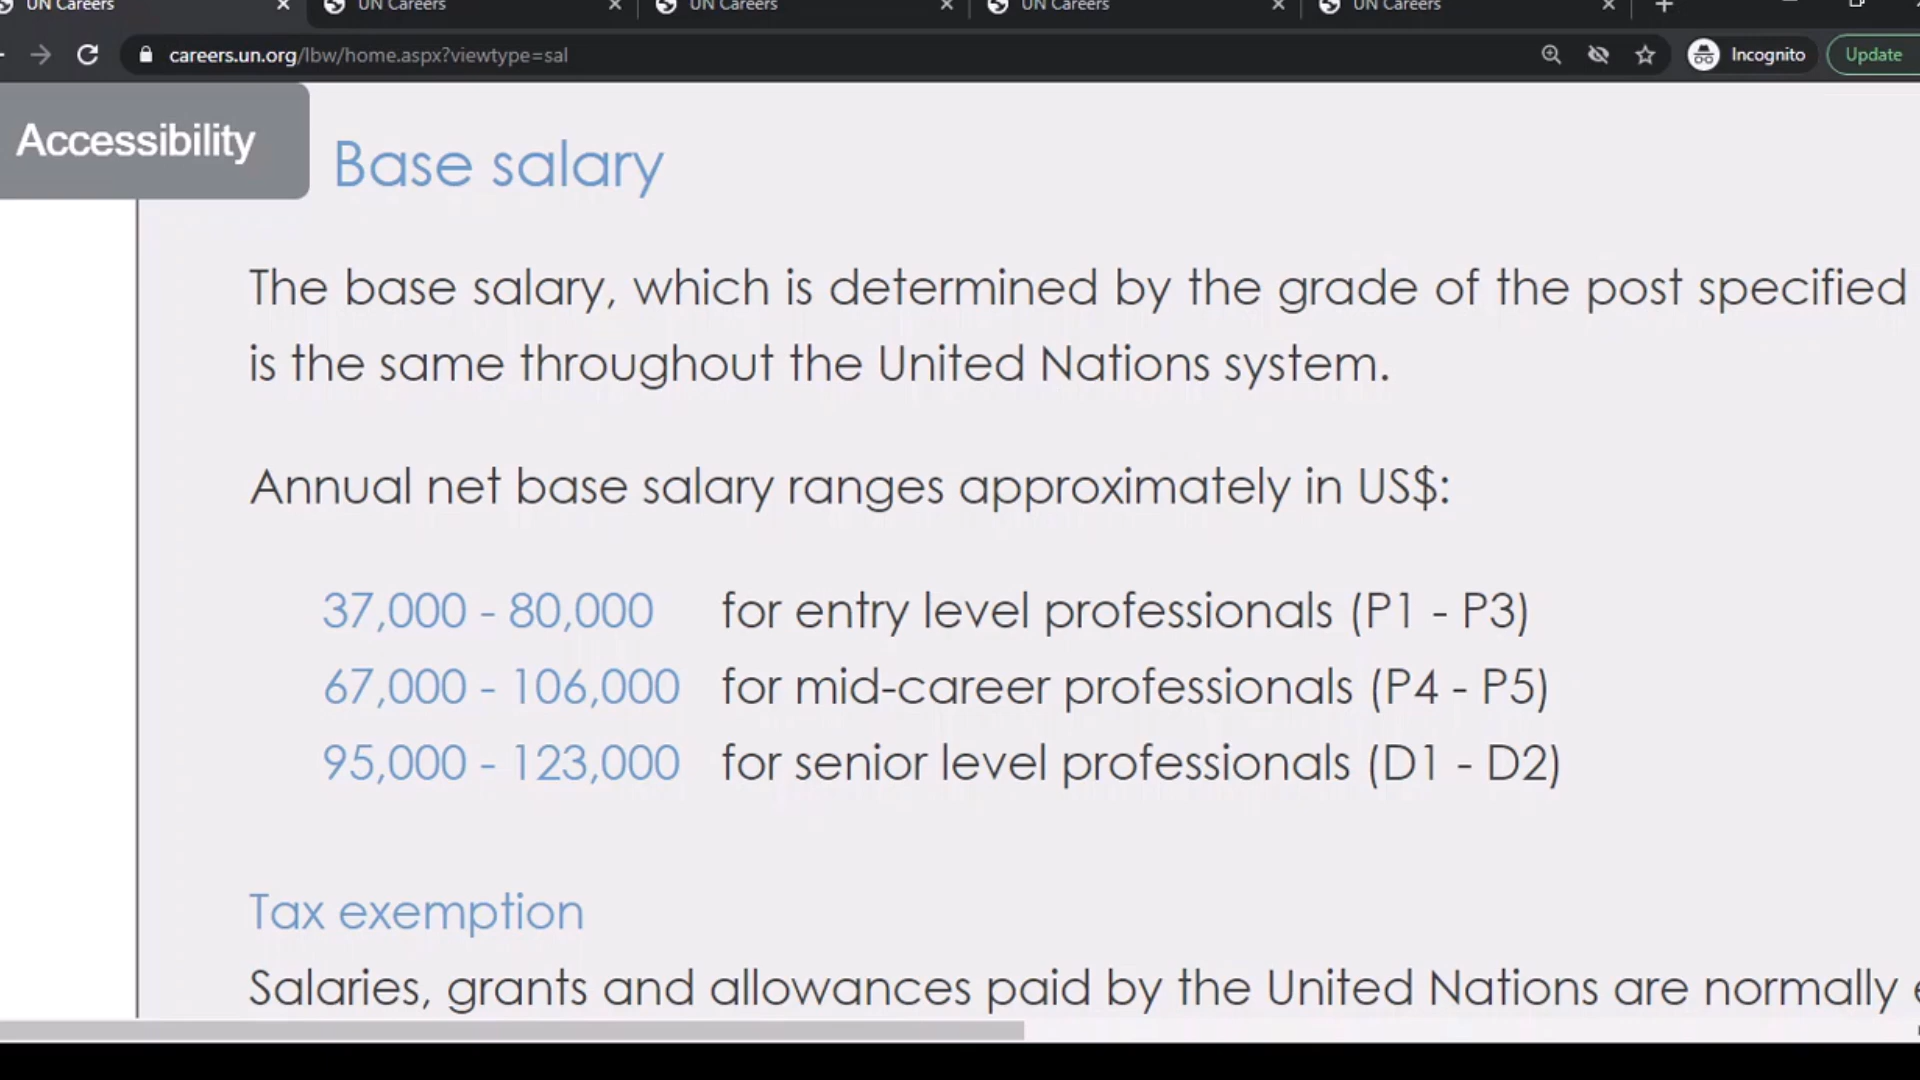 UN Careers UN Careers UN Careers UN Careers UN Careers
careers.un.org/lbw/home.aspx?viewtype=sal Incognito Update
Accessibility
Base salary
The base salary, which is determined by the grade of the post specified
is the same throughout the United Nations system.
Annual net base salary ranges approximately in US$:
37,000 - 80,000 for entry level professionals (P1 - P3)
67,000 - 106,000 for mid-career professionals (P4 - P5)
95,000 - 123,000 for senior level professionals (D1 - D2)
Tax exemption
Salaries, grants and allowances paid by the United Nations are normally